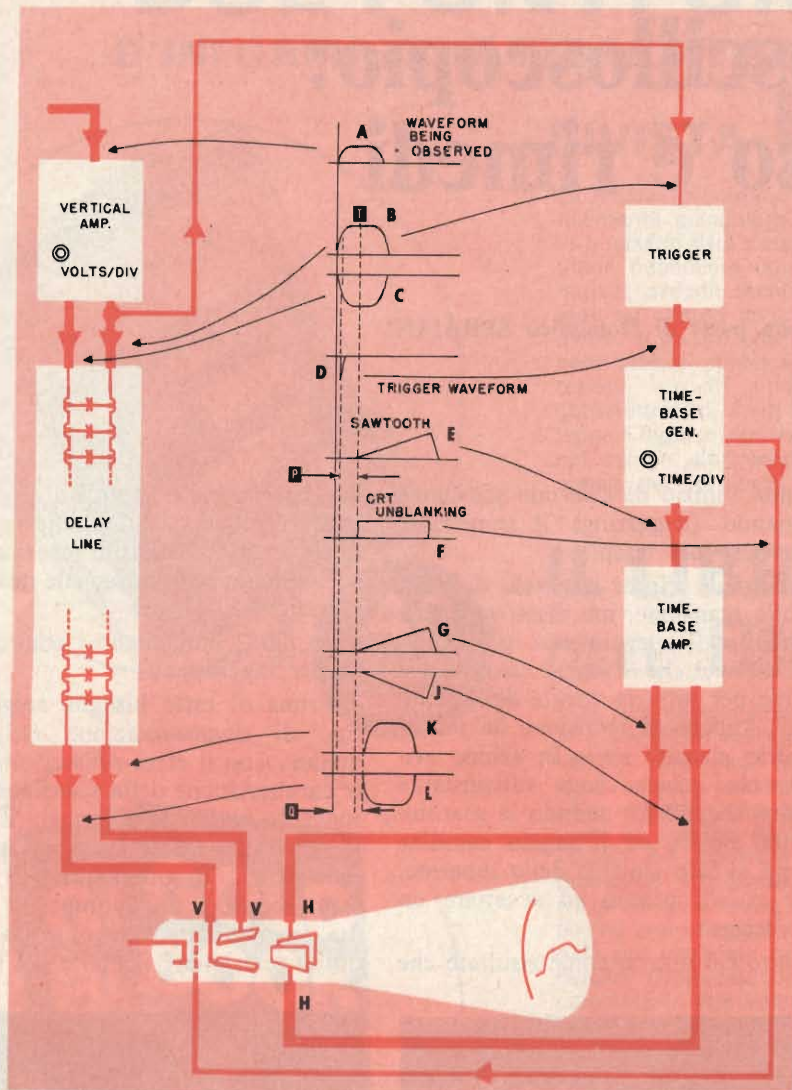 WAVEFORM
BEING
OBSERVED
A
VERTICAL
AMP.
VOLTS/DIV
T
B
TRIGGER
C
D
TRIGGER WAVEFORM
TIME-
BASE
GEN.
TIME/DIV
SAWTOOTH
E
P
CRT
UNBLANKING
F
DELAY
LINE
TIME-
BASE
AMP.
G
J
K
L
V V H
H